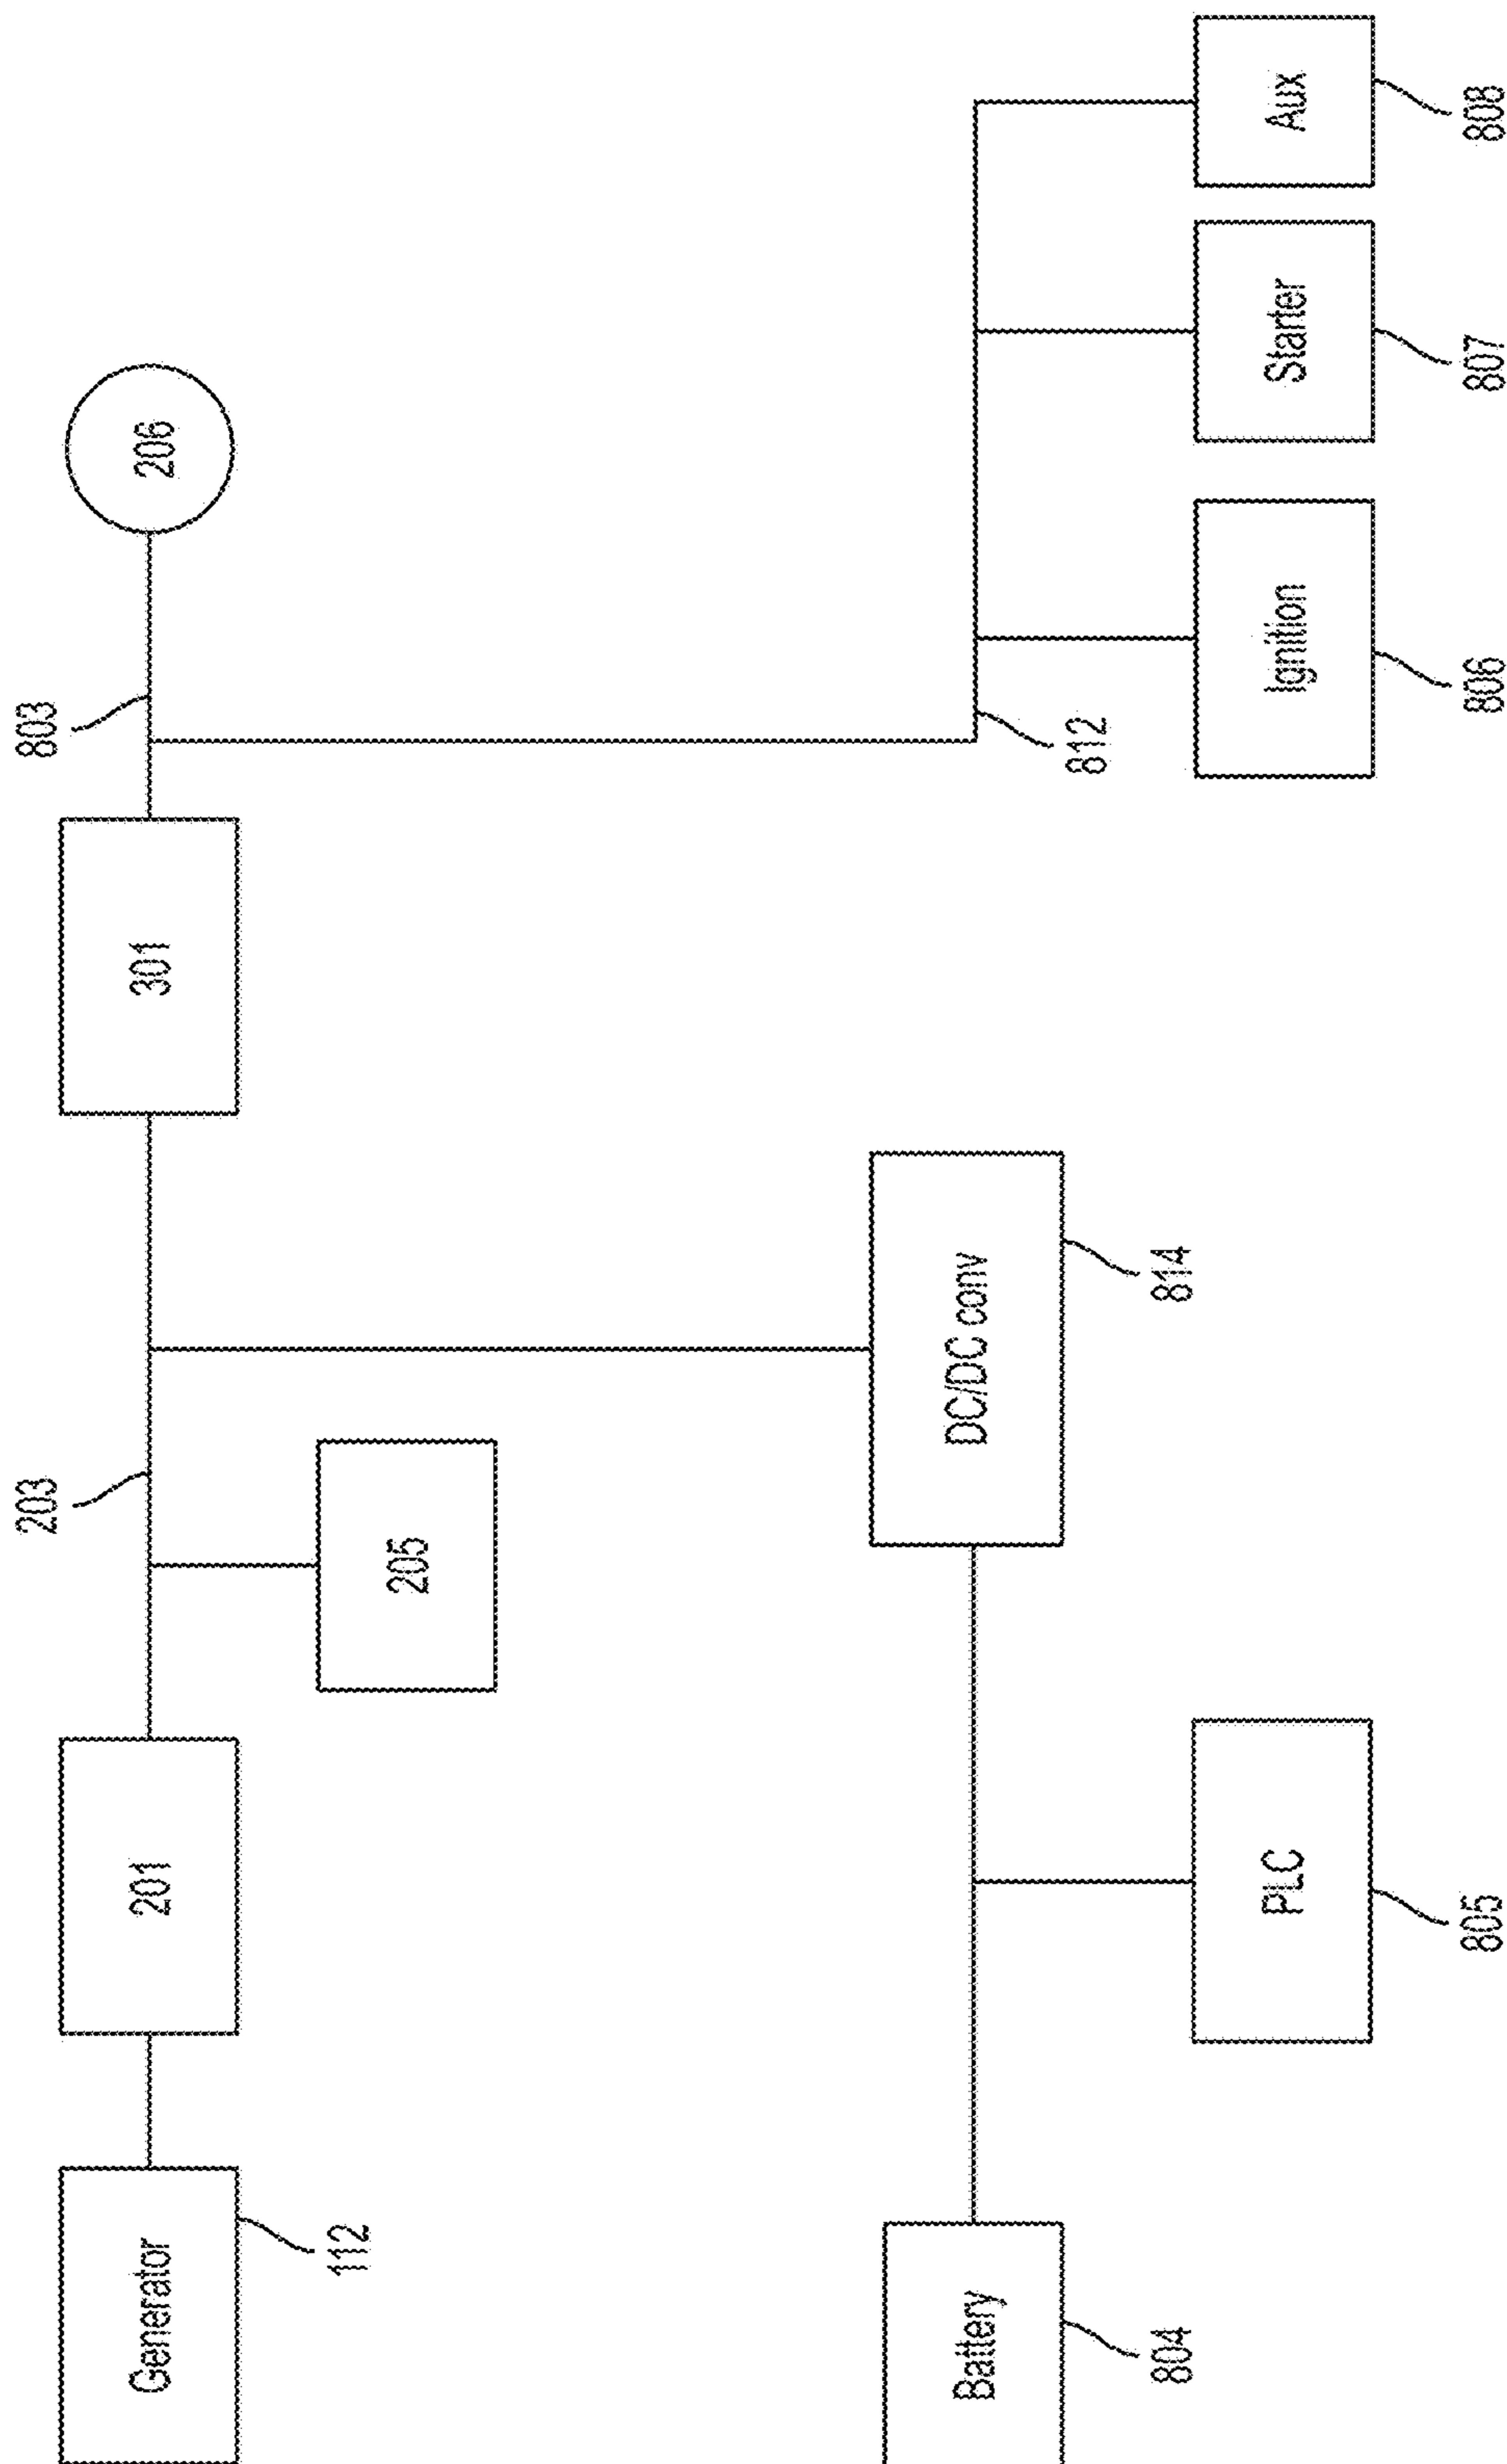 203
803
Generator
201
301
206
112
205
Battery
DC/DC conv
812
804
814
PLC
Ignition
Starter
Aux
805
806
807
808